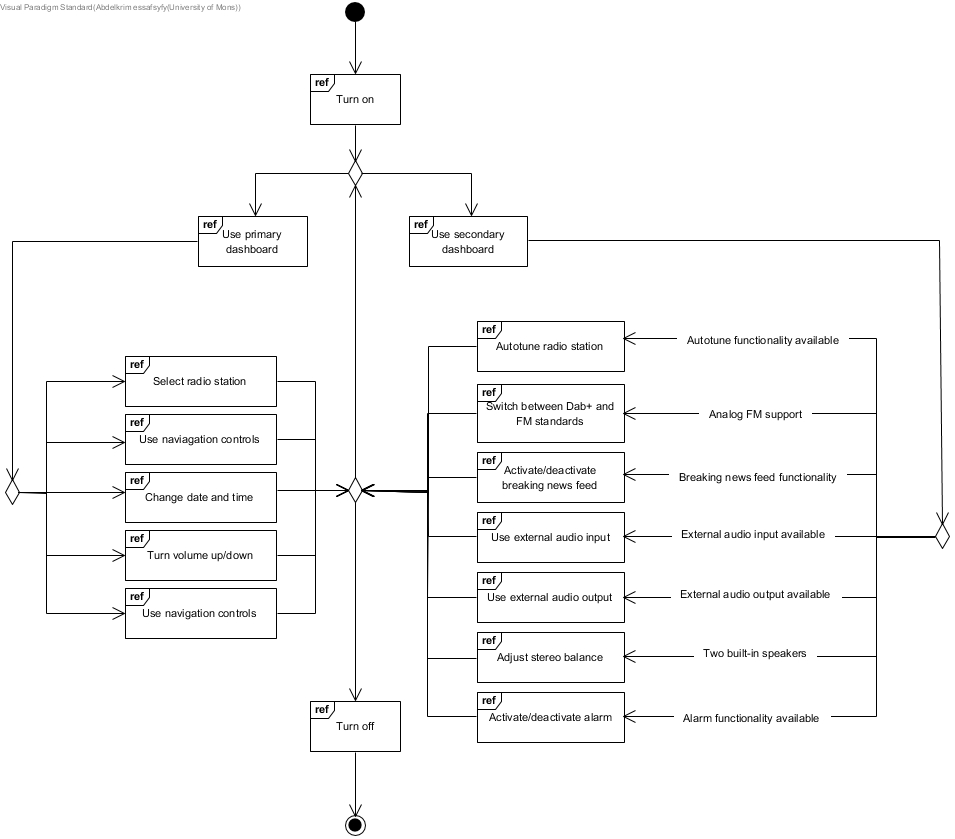 Visual Paradigm Standard(Abdelkrim essafsyfy(University of Mons))
ref
Turn on
ref
Use primary
dashboard
ref
Use secondary
dashboard
ref
Select radio station
ref
Use naviagation controls
ref
Change date and time
ref
Turn volume up/down
ref
Use navigation controls
ref
Autotune radio station
Autotune functionality available
ref
Switch between Dab+ and
FM standards
Analog FM support
ref
Activate/deactivate
breaking news feed
Breaking news feed functionality
ref
Use external audio input
External audio input available
ref
Use external audio output
External audio output available
ref
Adjust stereo balance
Two built-in speakers
ref
Activate/deactivate alarm
Alarm functionality available
ref
Turn off